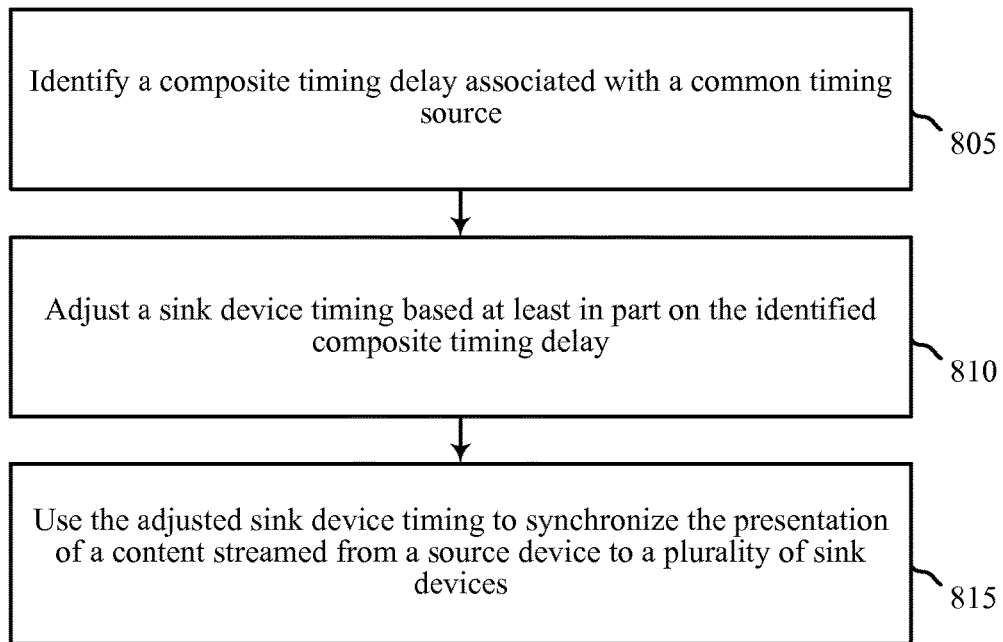 Identify a composite timing delay associated with a common timing
source
805
Adjust a sink device timing based at least in part on the identified
composite timing delay
810
Use the adjusted sink device timing to synchronize the presentation
of a content streamed from a source device to a plurality of sink
devices
815